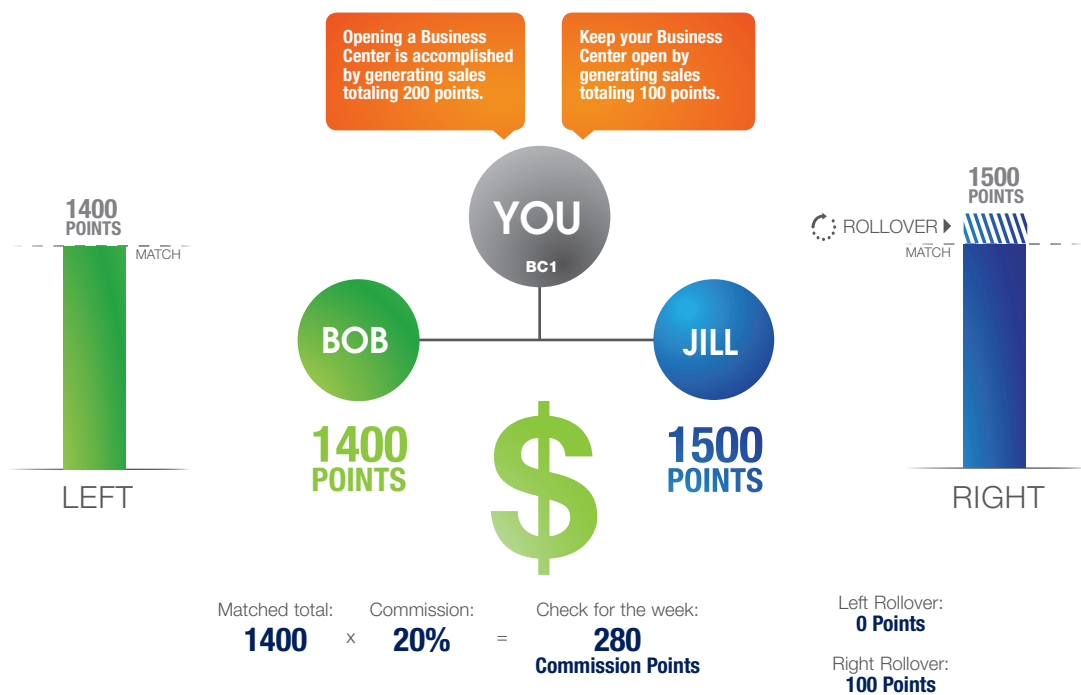 Opening a Business
Center is accomplished
by generating sales
totaling 200 points.
Keep your Business
Center open by
generating sales
totaling 100 points.
YOU
BC1
1400
POINTS
MATCH
1500
POINTS
ROLLOVER
MATCH
BOB
JILL
$
1400
POINTS
1500
POINTS
LEFT
RIGHT
Matched total:
1400
x
Commission:
20%
=
Check for the week:
280
Commission Points
Left Rollover:
0 Points
Right Rollover:
100 Points